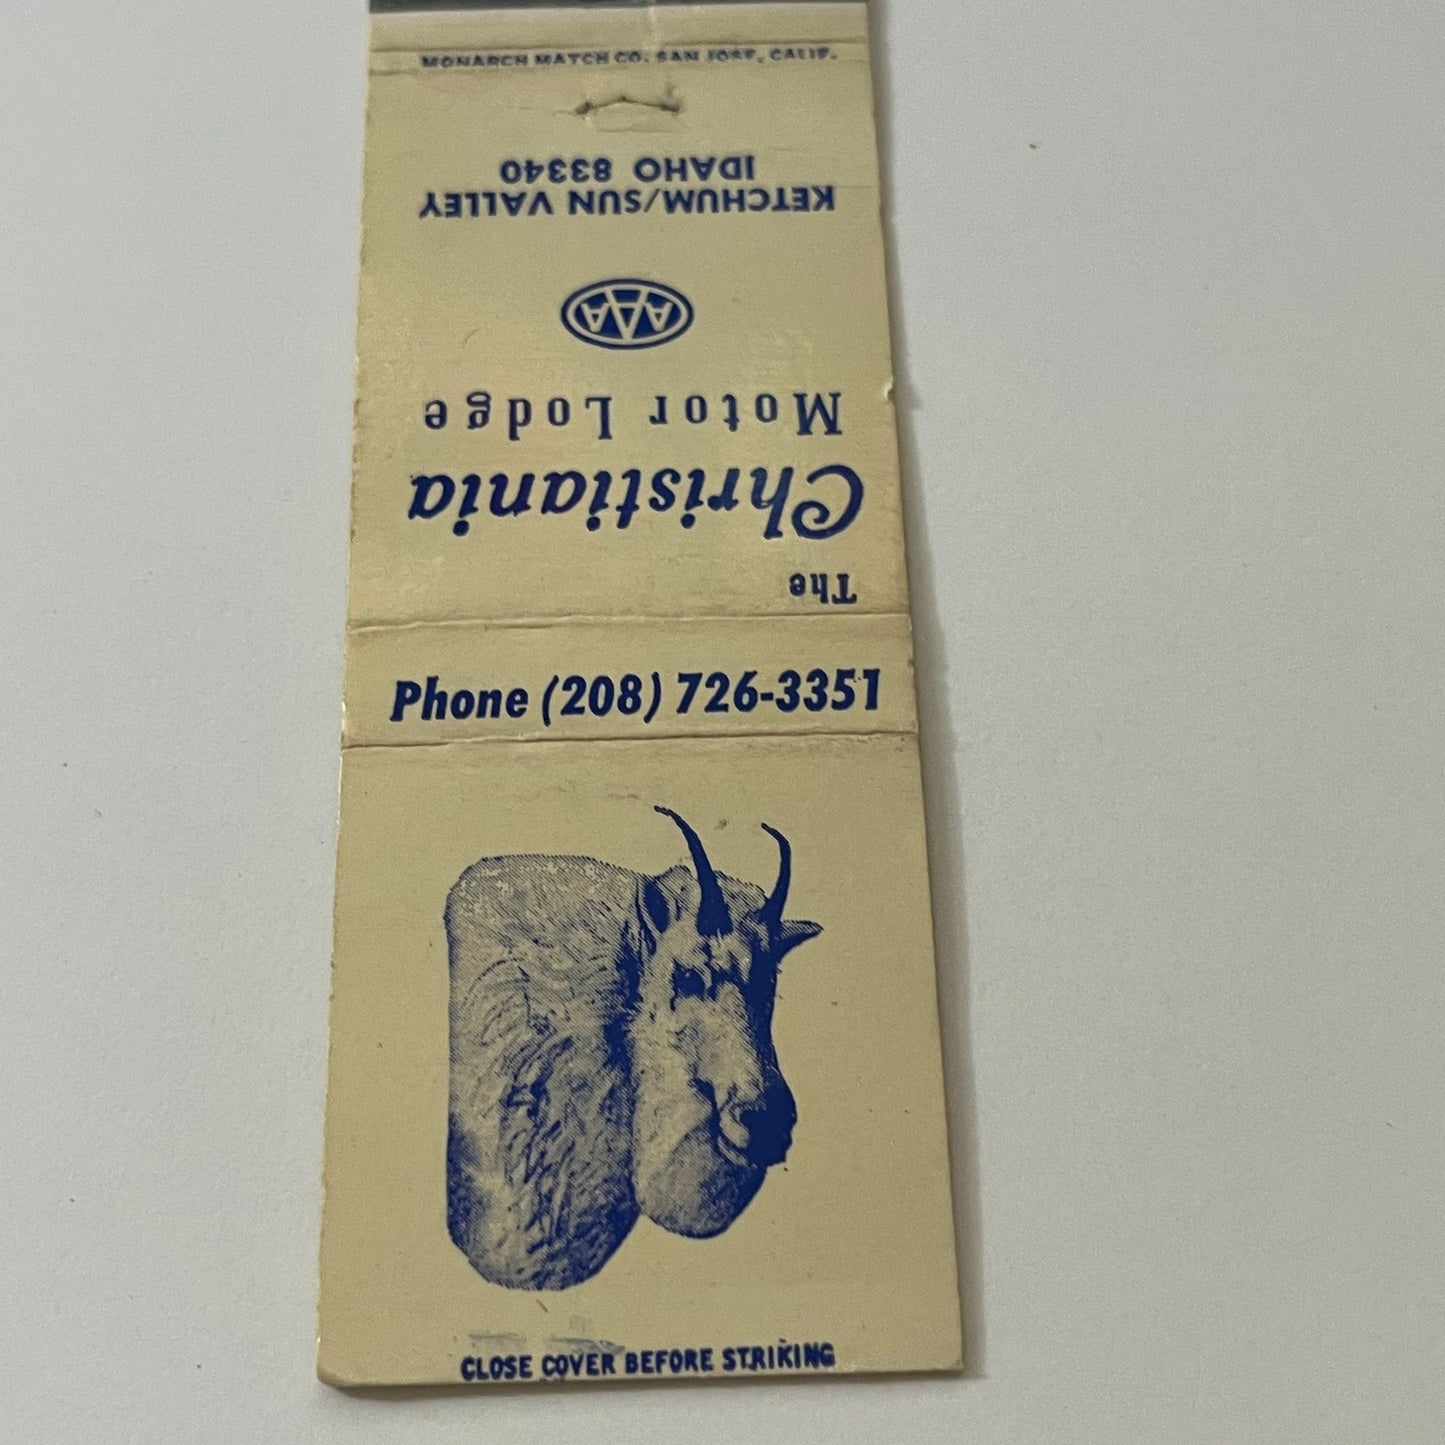 MONARCH MATCH CO. SAN JOSE, CALIF.
The
Christiania
Motor Lodge
AAA
KETCHUM/SUN VALLEY
IDAHO 83340
Phone (208) 726-3351
CLOSE COVER BEFORE STRIKING